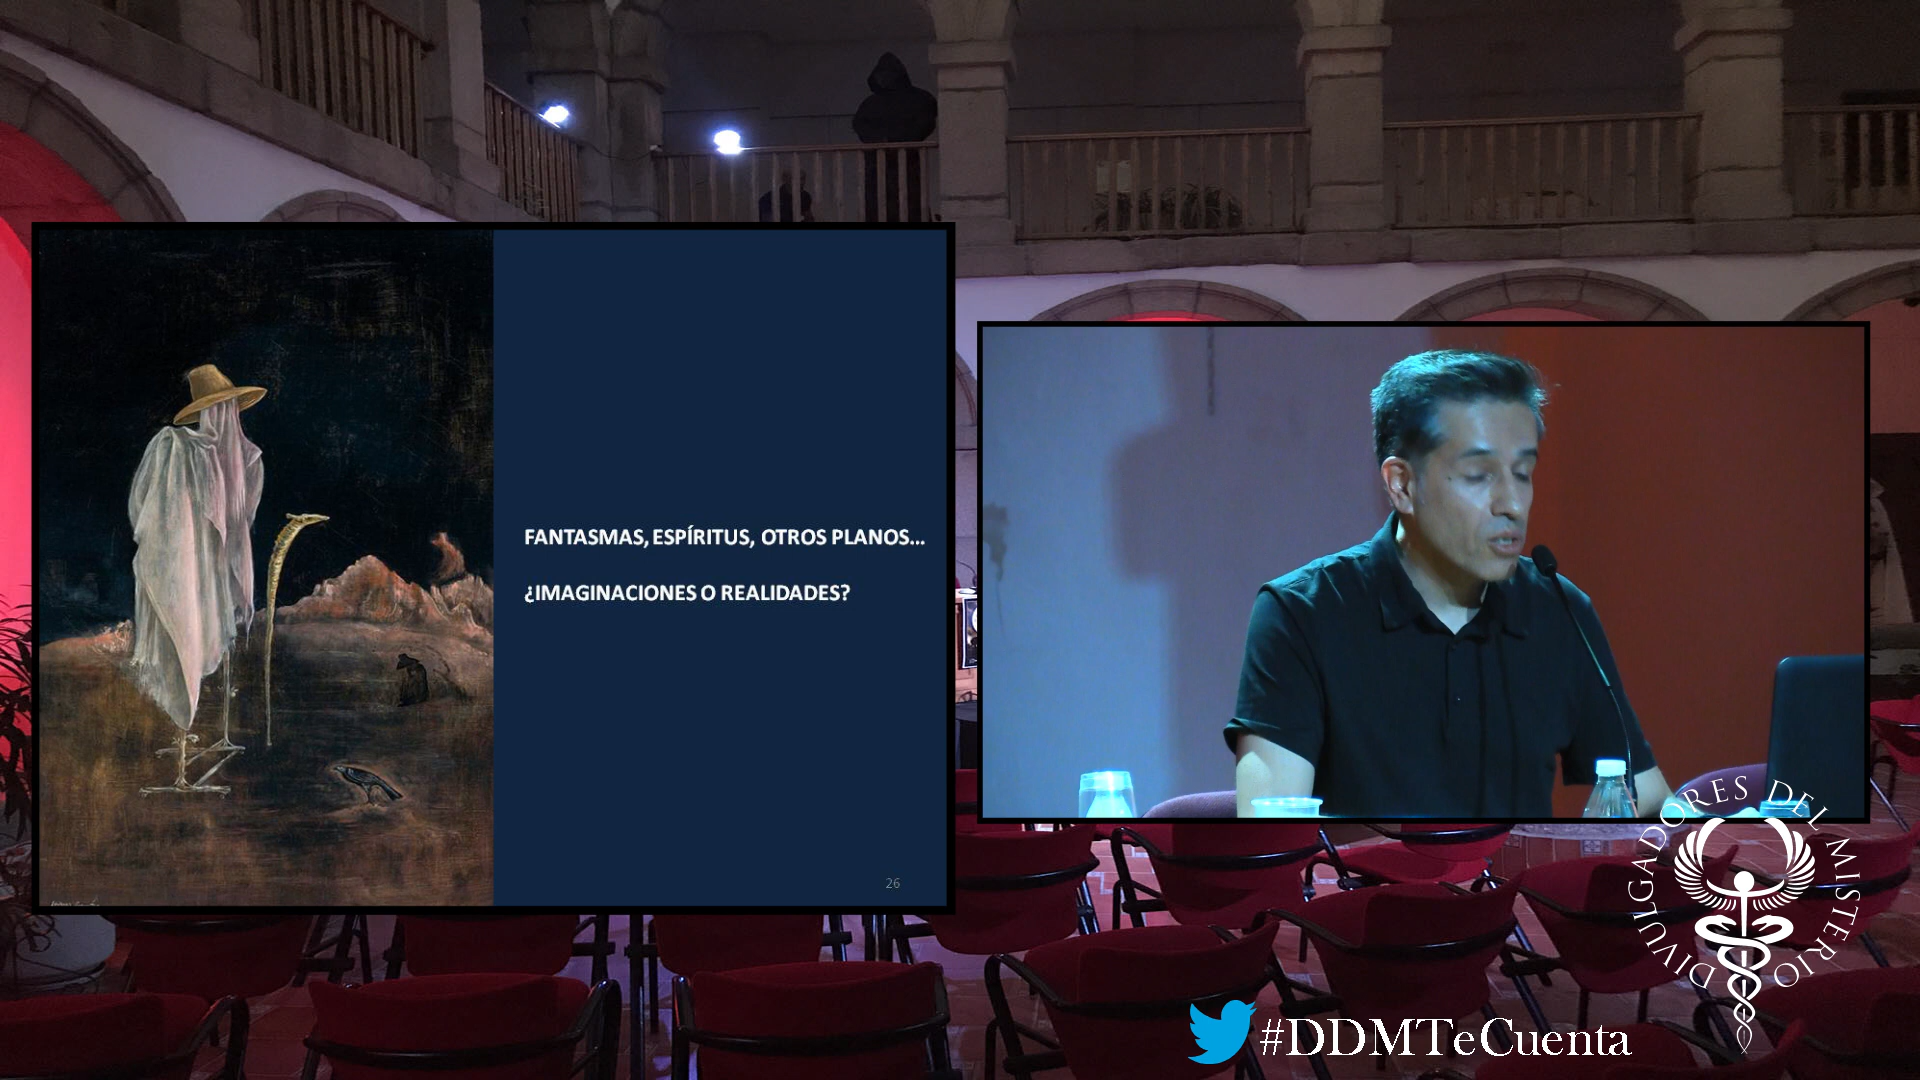 FANTASMAS, ESPÍRITUS, OTROS PLANOS...
¿IMAGINACIONES O REALIDADES?
26
DIVULGADORES DEL MISTERIO
#DDMTeCuenta